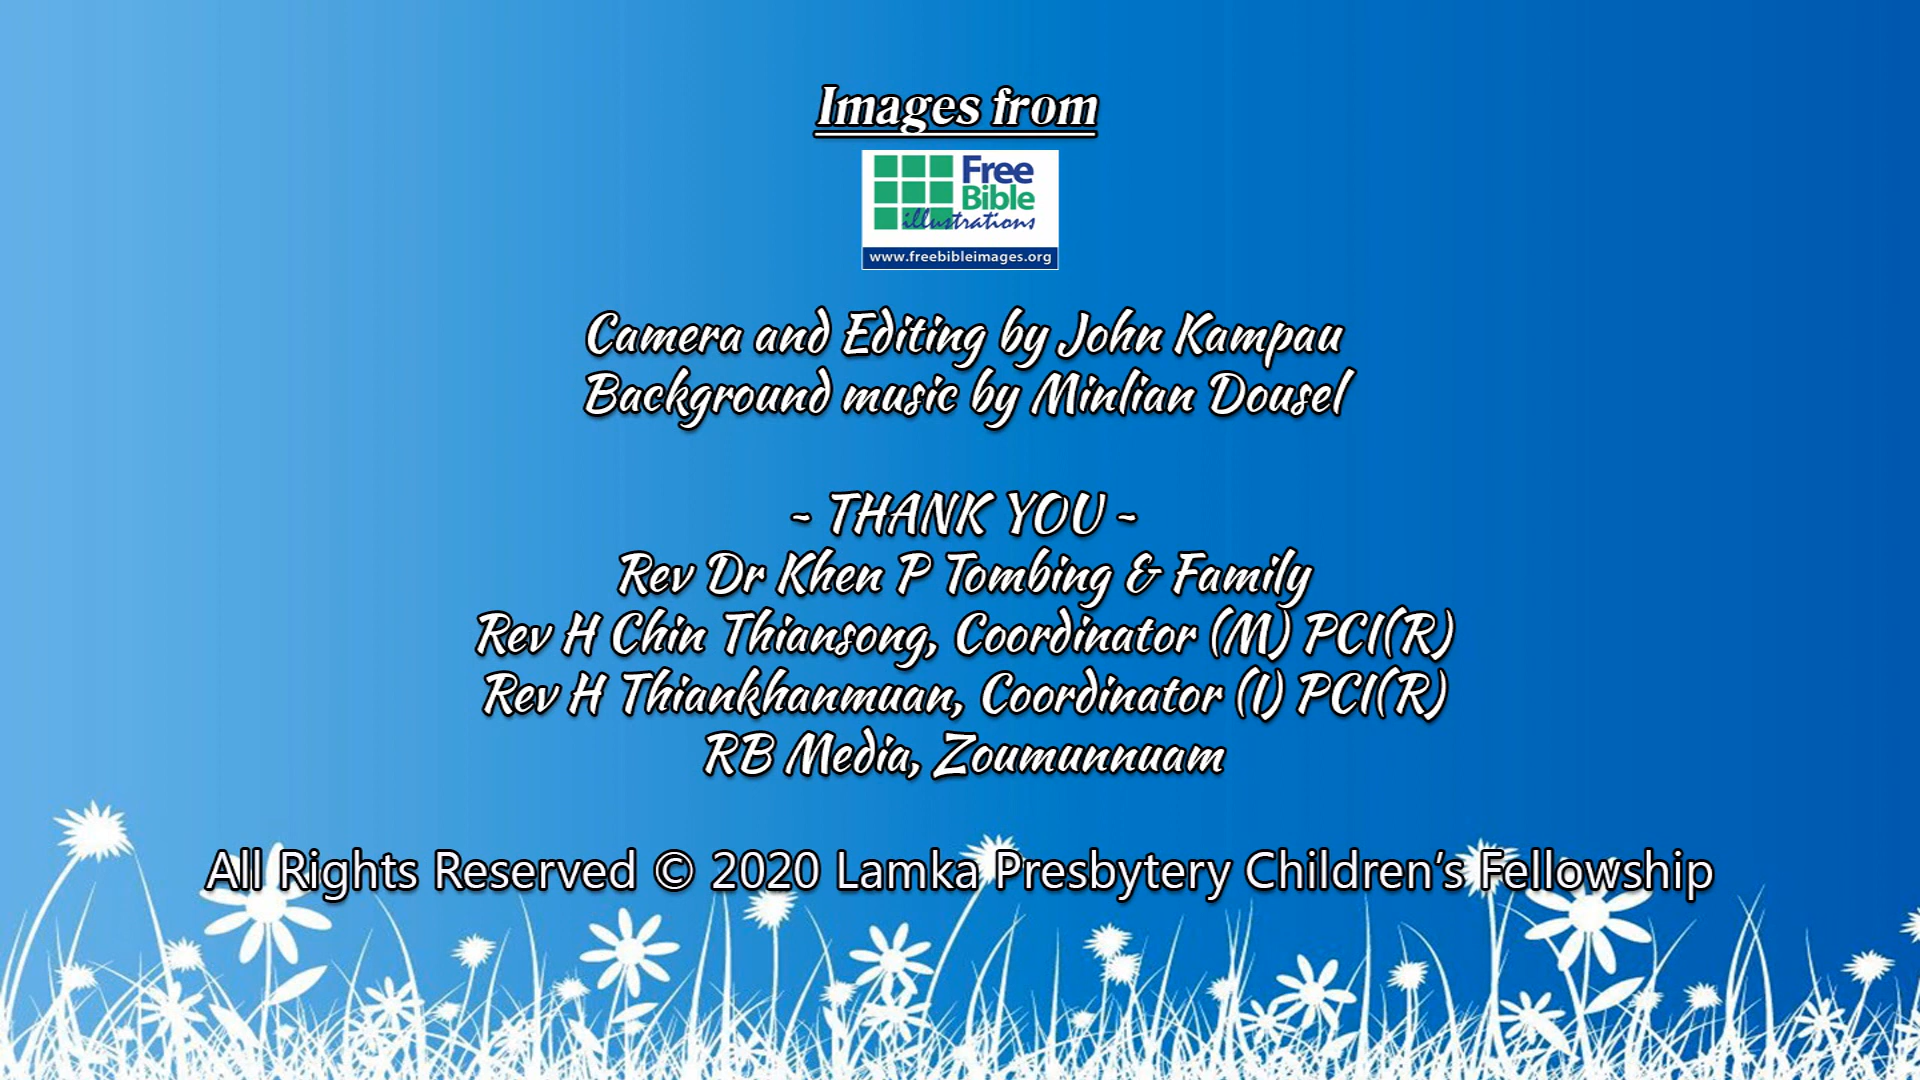 Images from
Free
Bible
illustrations
www.freebibleimages.org
Camera and Editing by John Kampau
Background music by Minlian Dousel
~ THANK YOU ~
Rev Dr Khen P Tombing & Family
Rev H Chin Thiansong, Coordinator (M) PCI(R)
Rev H Thiankhanmuan, Coordinator (I) PCI(R)
RB Media, Zoumunnuam
All Rights Reserved © 2020 Lamka Presbytery Children’s Fellowship